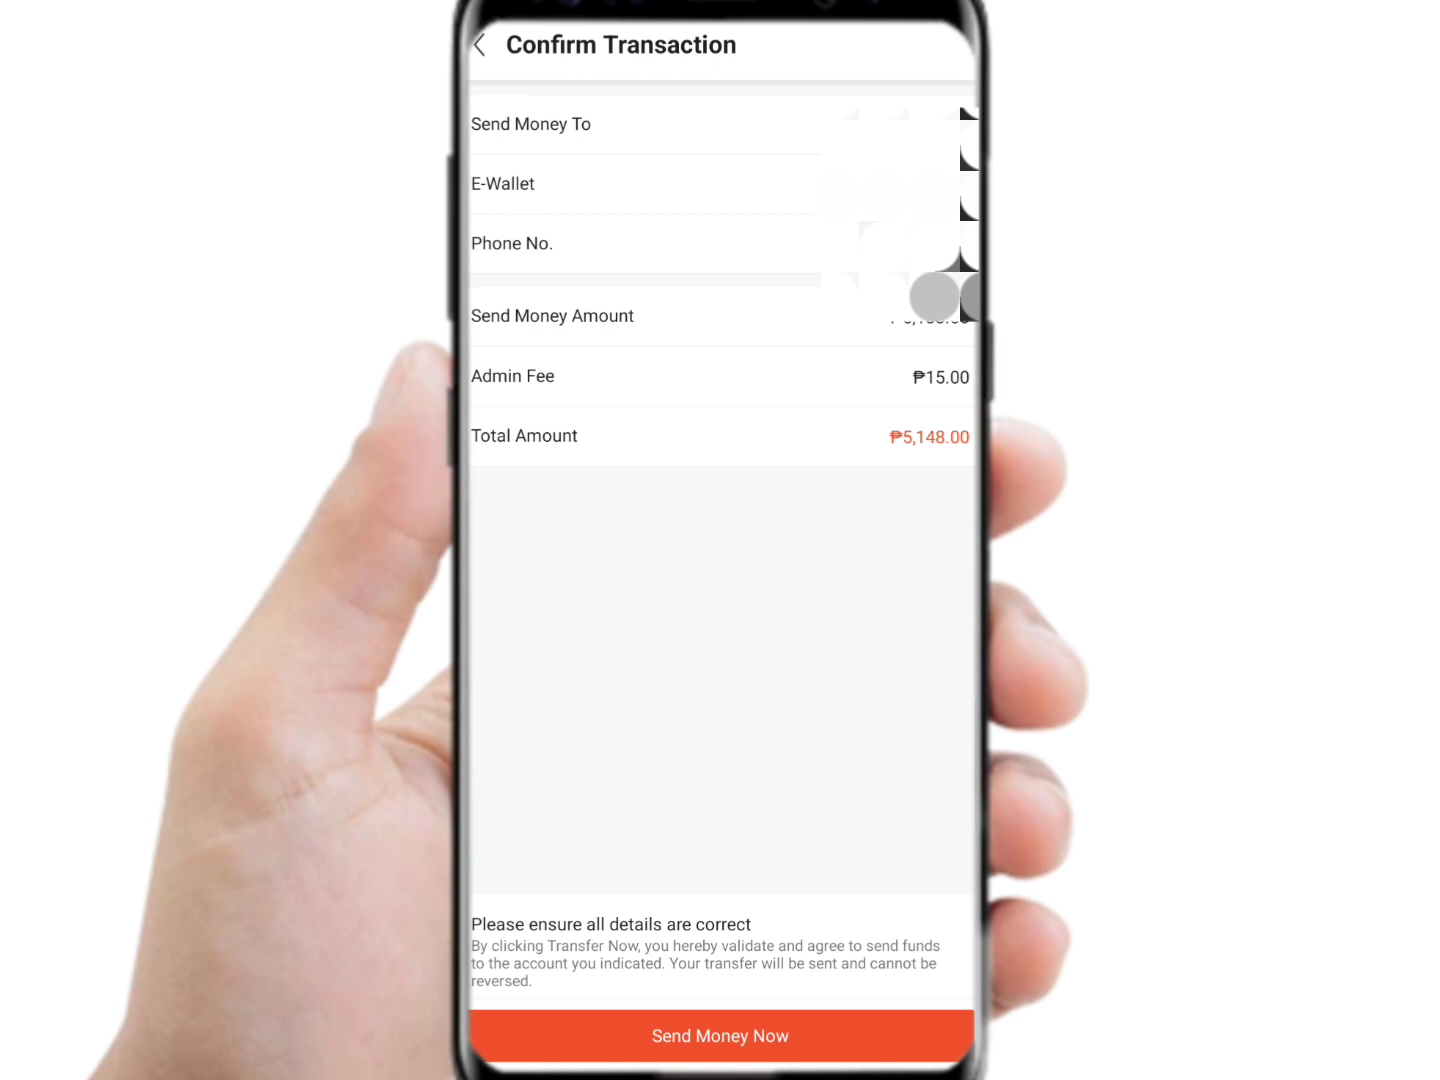 Confirm Transaction
Send Money To
E-Wallet
Phone No.
Send Money Amount
Admin Fee ₱15.00
Total Amount ₱5,148.00
Please ensure all details are correct
By clicking Transfer Now, you hereby validate and agree to send funds
to the account you indicated. Your transfer will be sent and cannot be
reversed.
Send Money Now